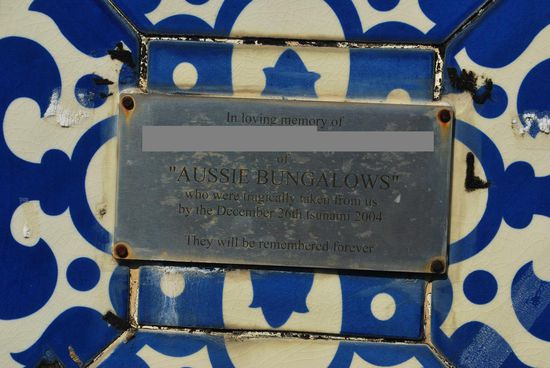 In loving memory of
of
"AUSSIE BUNGALOWS"
who were tragically taken from us
by the December 26th tsunami 2004
They will be remembered forever